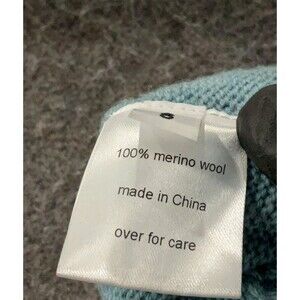 100% merino wool
made in China
over for care